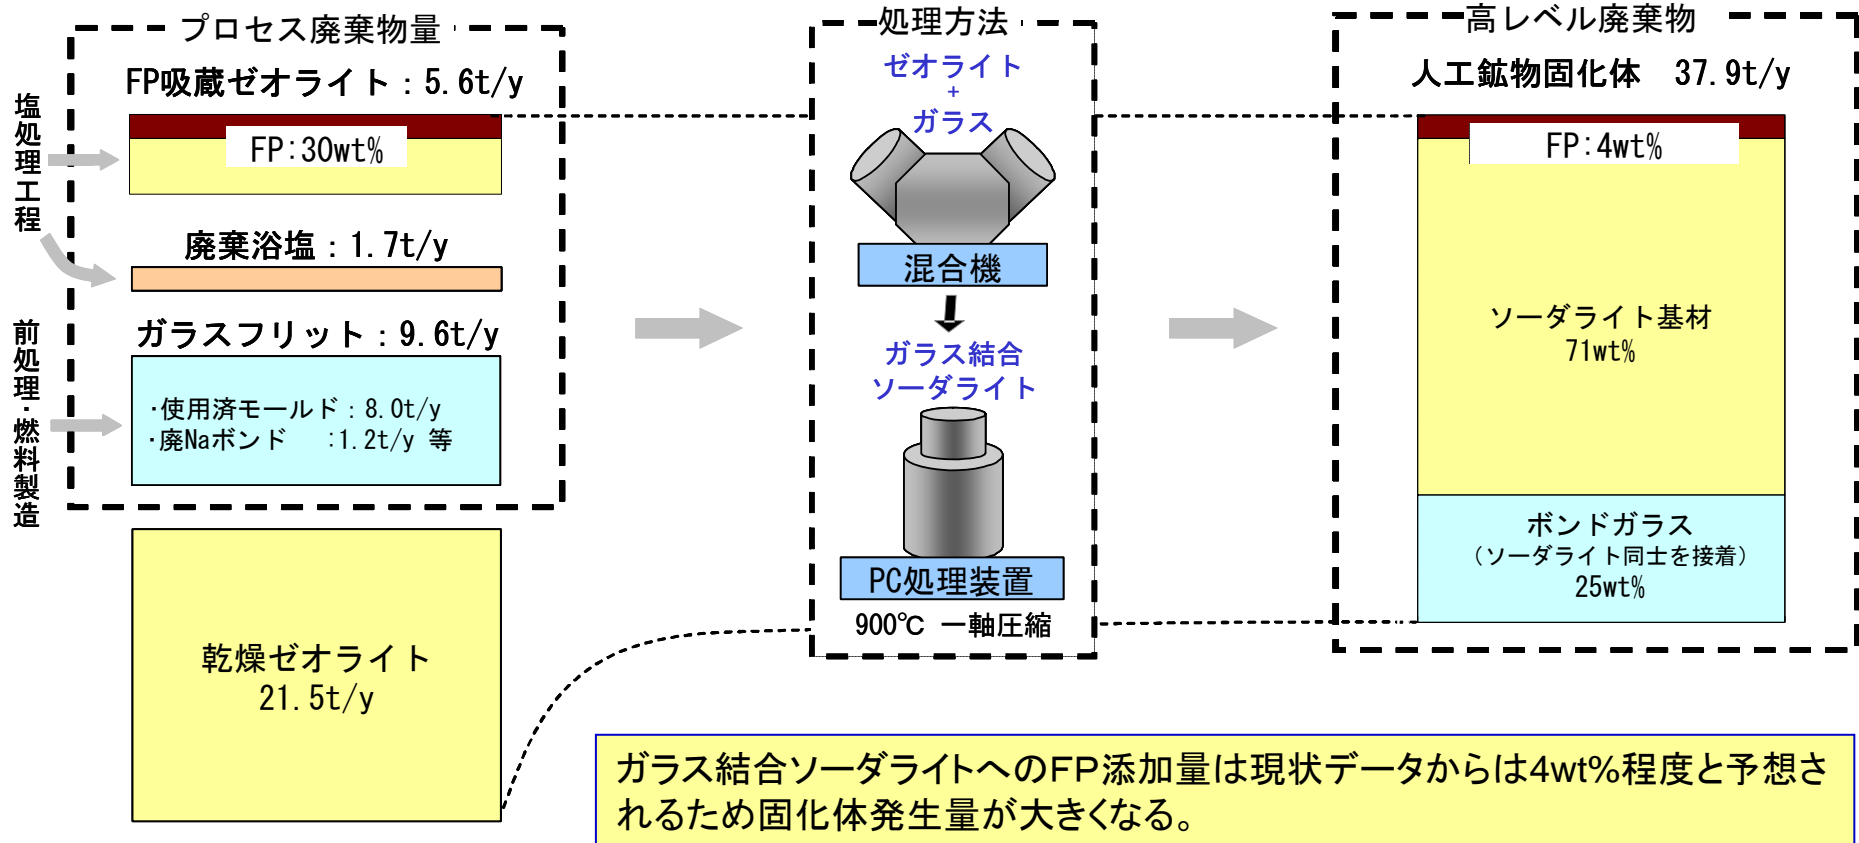 プロセス廃棄物量
FP吸蔵ゼオライト：5.6t/y
FP：30wt%
塩処理工程
廃棄浴塩：1.7t/y
ガラスフリット：9.6t/y
・使用済モールド：8.0t/y
・廃Naボンド　：1.2t/y 等
前処理・燃料製造
乾燥ゼオライト
21.5t/y
処理方法
ゼオライト
+
ガラス
混合機
ガラス結合
ソーダライト
PC処理装置
900℃ 一軸圧縮
高レベル廃棄物
人工鉱物固化体　37.9t/y
FP：4wt%
ソーダライト基材
71wt%
ボンドガラス
（ソーダライト同士を接着）
25wt%
ガラス結合ソーダライトへのFP添加量は現状データからは4wt%程度と予想さ
れるため固化体発生量が大きくなる。